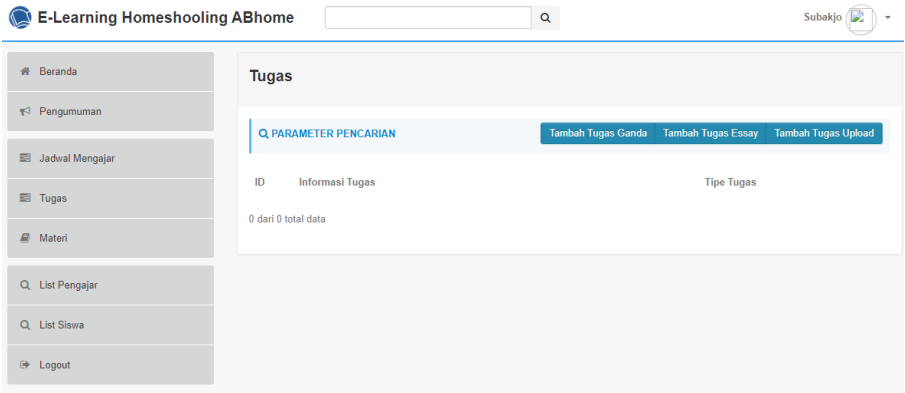 E-Learning Homeshooling ABhome
Subakjo
Beranda
Pengumuman
Jadwal Mengajar
Tugas
Materi
List Pengajar
List Siswa
Logout
Tugas
PARAMETER PENCARIAN
Tambah Tugas Ganda Tambah Tugas Essay Tambah Tugas Upload
ID Informasi Tugas Tipe Tugas
0 dari 0 total data